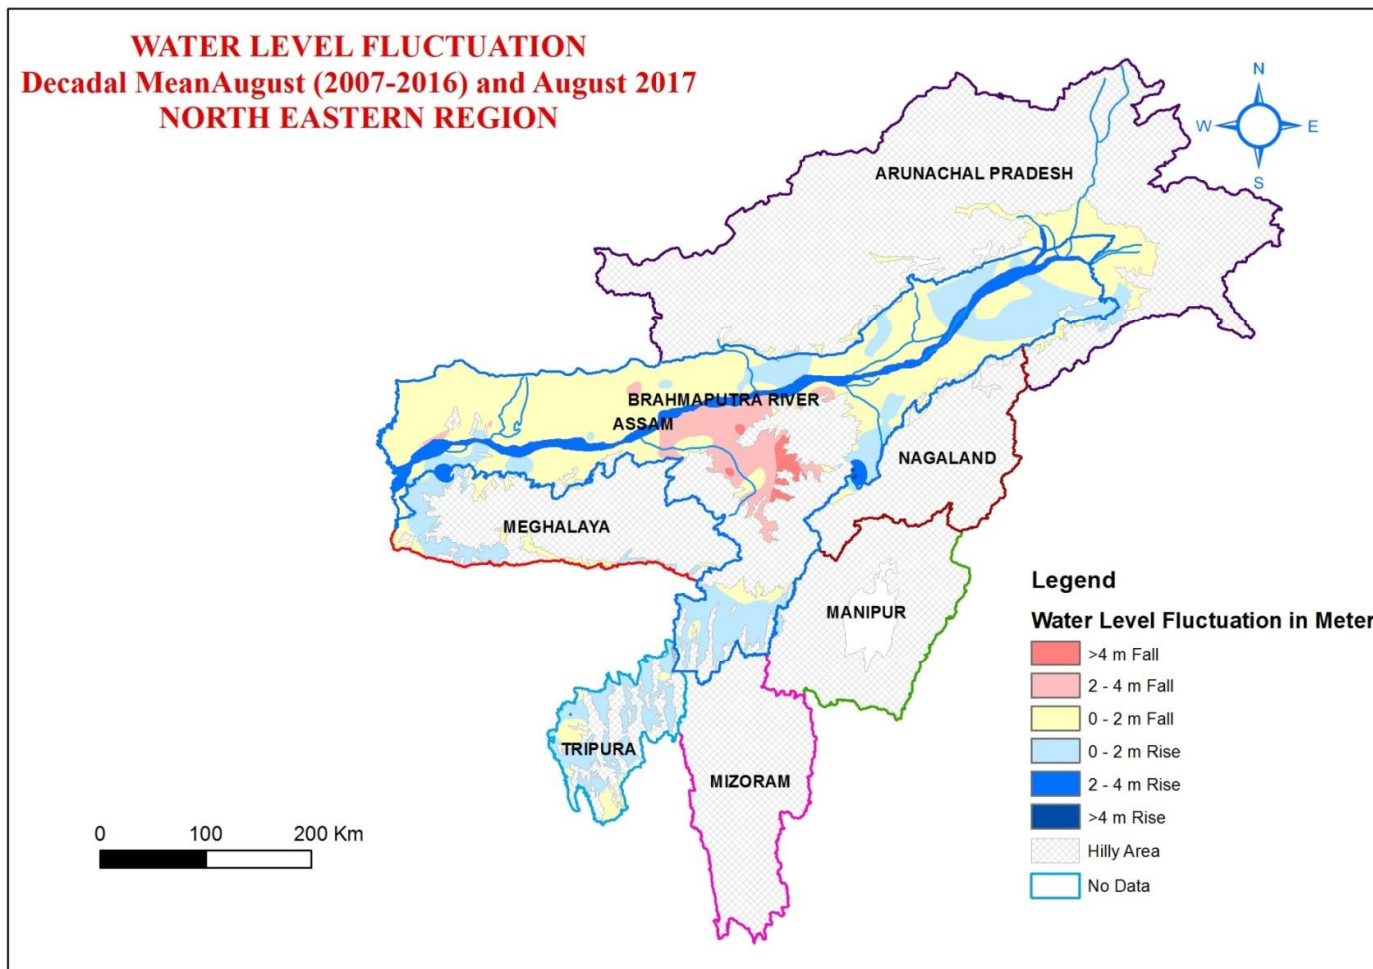 WATER LEVEL FLUCTUATION
Decadal MeanAugust (2007-2016) and August 2017
NORTH EASTERN REGION
N
W
E
S
ARUNACHAL PRADESH
BRAHMAPUTRA RIVER
ASSAM
NAGALAND
MEGHALAYA
MANIPUR
TRIPURA
MIZORAM
Legend
Water Level Fluctuation in Meter
>4 m Fall
2 - 4 m Fall
0 - 2 m Fall
0 - 2 m Rise
2 - 4 m Rise
>4 m Rise
Hilly Area
No Data
0 100 200 Km